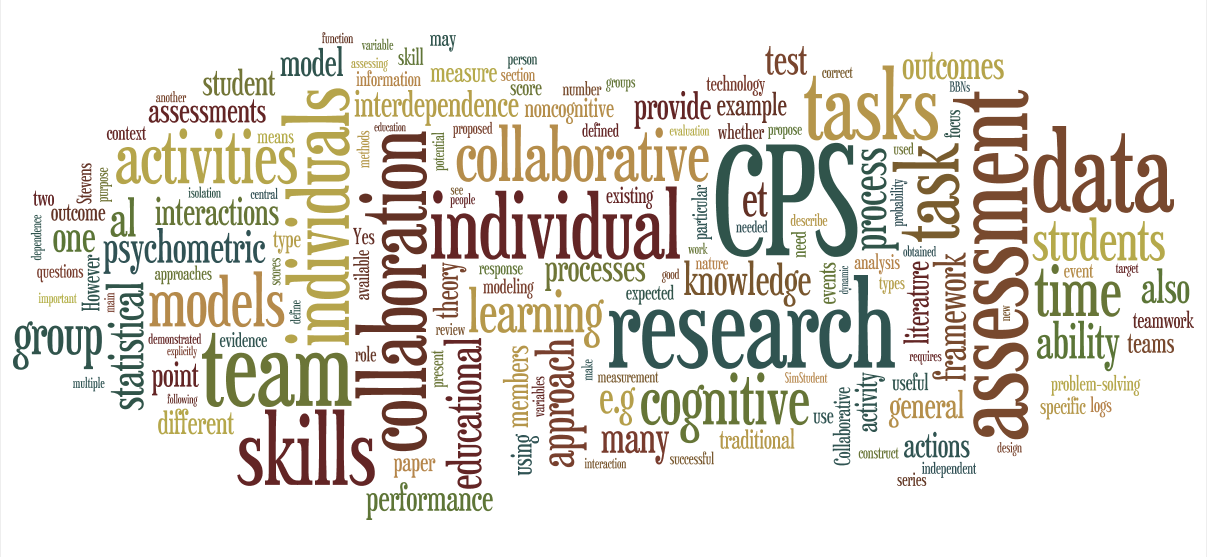 function
variable
may
model
assessing
skill
person
test
student
information
measure
section
score
technology
correct
outcomes
another
assessments
individuals
interdependence
noncognitive
number
groups
provide
example
tasks
BBNs
context
activities
means
methods
education
collaboration
potential
proposed
defined
collaborative
evaluation
whether
propose
CPS
process
used
task
focus
assessment
data
two
Stevens
purpose
isolation
central
see
people
existing
individual
particular
et
needed
describe
need
probability
outcome
al
interactions
dependence
one
psychometric
type
Yes
available
work
obtained
students
questions
However
approaches
scores
theory
response
modeling
processes
good
nature
knowledge
events
dynamic
analysis
types
literature
framework
event
target
important
main
statistical
models
define
review
learning
expected
research
new
time
also
teamwork
group
demonstrated
explicitly
evidence
team
role
present
educational
members
variables
approach
make
measurement
requires
ability
teams
multiple
point
following
different
skills
e.g
cognitive
SimStudent
use
Collaborative
activity
useful
general
problem-solving
specific
logs
paper
using
many
traditional
construct
actions
design
interaction
successful
independent
series
performance